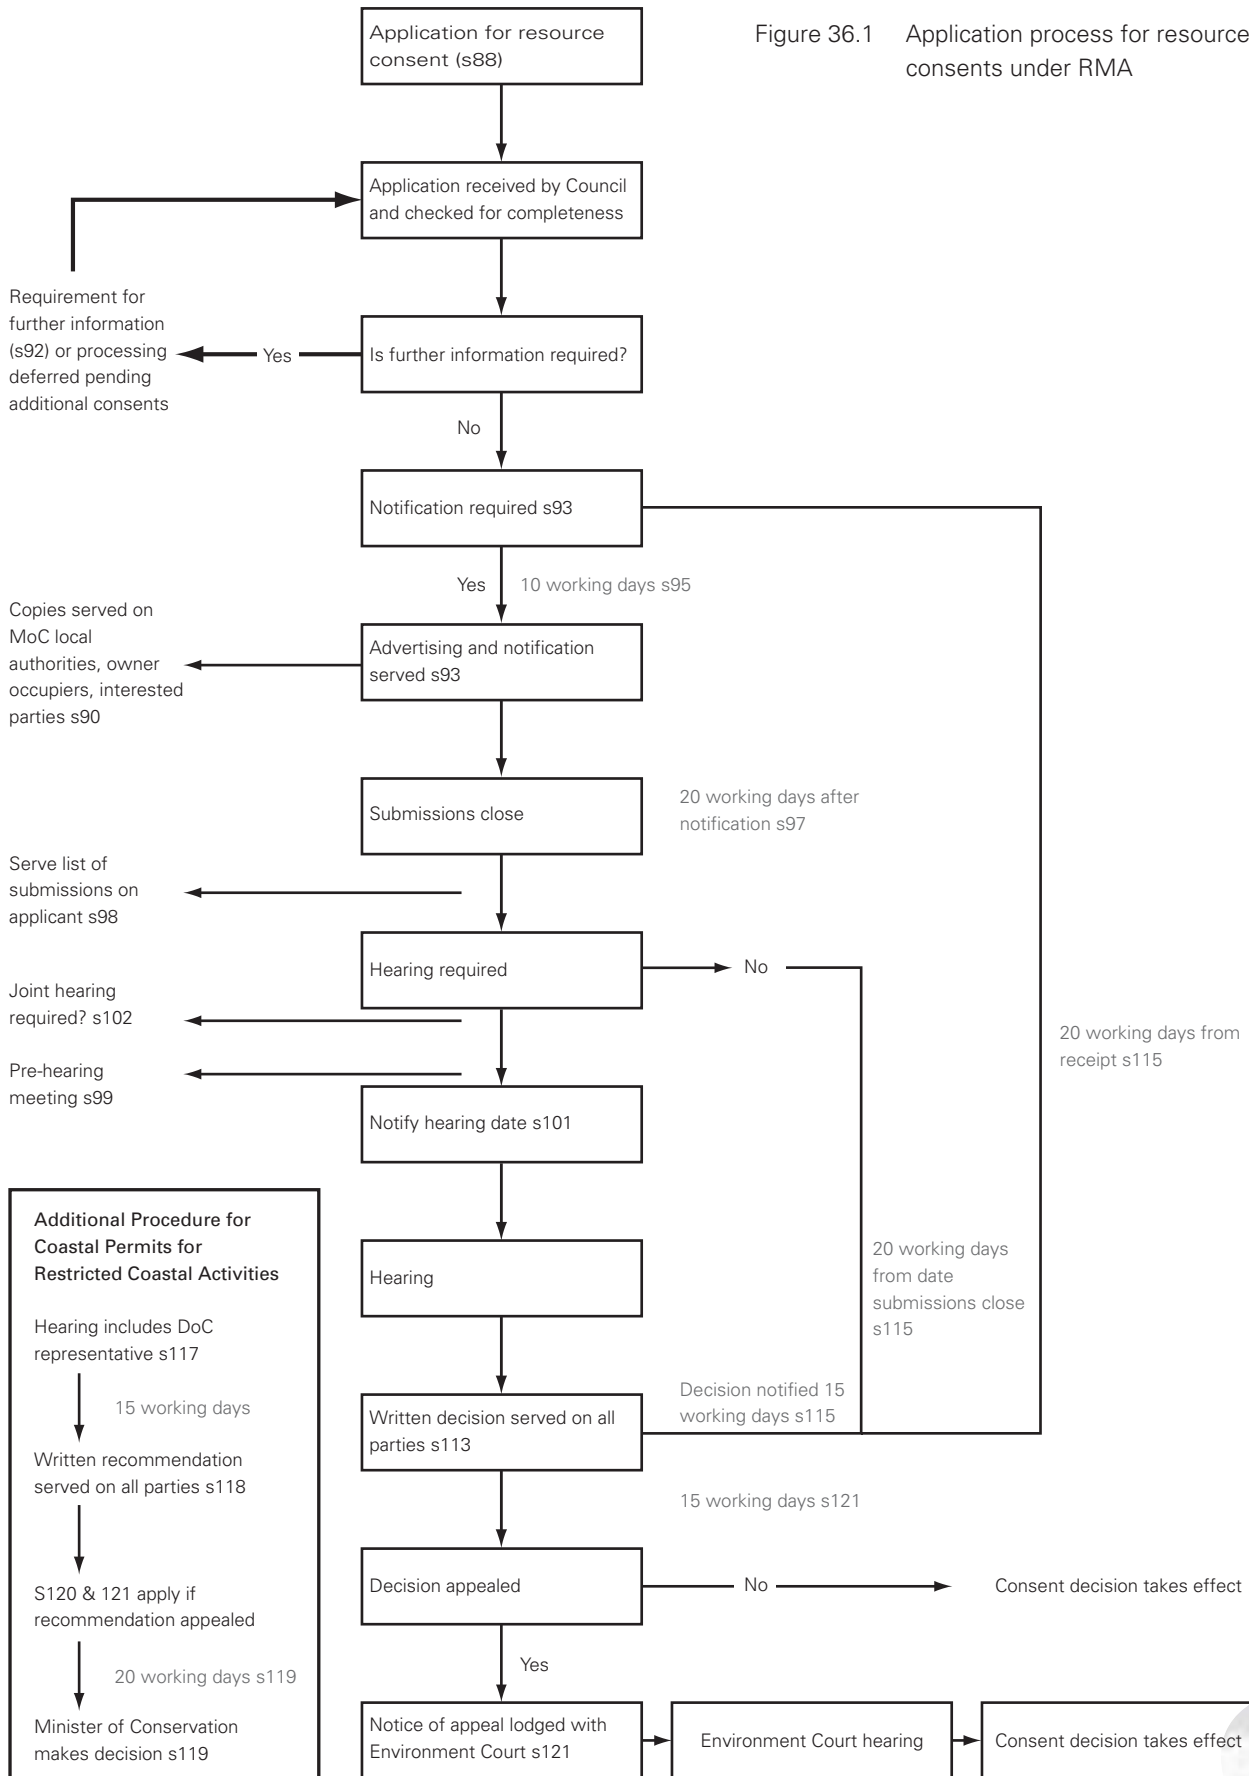 Figure 36.1 Application process for resource
consents under RMA
Application for resource
consent (s88)
Application received by Council
and checked for completeness
Requirement for
further information
(s92) or processing
deferred pending
additional consents
Yes
Is further information required?
No
Notification required s93
Yes
10 working days s95
Copies served on
MoC local
authorities, owner
occupiers, interested
parties s90
Advertising and notification
served s93
Submissions close
20 working days after
notification s97
Serve list of
submissions on
applicant s98
Hearing required
No
Joint hearing
required? s102
20 working days from
receipt s115
Pre-hearing
meeting s99
Notify hearing date s101
Hearing
20 working days
from date
submissions close
s115
Decision notified 15
working days s115
Written decision served on all
parties s113
15 working days s121
Decision appealed
No
Consent decision takes effect
Yes
Notice of appeal lodged with
Environment Court s121
Environment Court hearing
Consent decision takes effect
Additional Procedure for
Coastal Permits for
Restricted Coastal Activities
Hearing includes DoC
representative s117
15 working days
Written recommendation
served on all parties s118
S120 & 121 apply if
recommendation appealed
20 working days s119
Minister of Conservation
makes decision s119